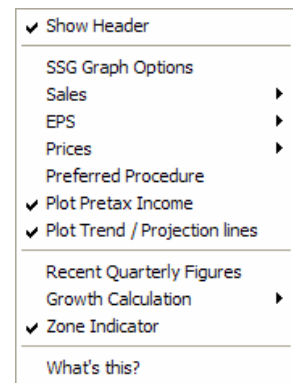 Show Header
SSG Graph Options
Sales
EPS
Prices
Preferred Procedure
Plot Pretax Income
Plot Trend / Projection lines
Recent Quarterly Figures
Growth Calculation
Zone Indicator
What's this?